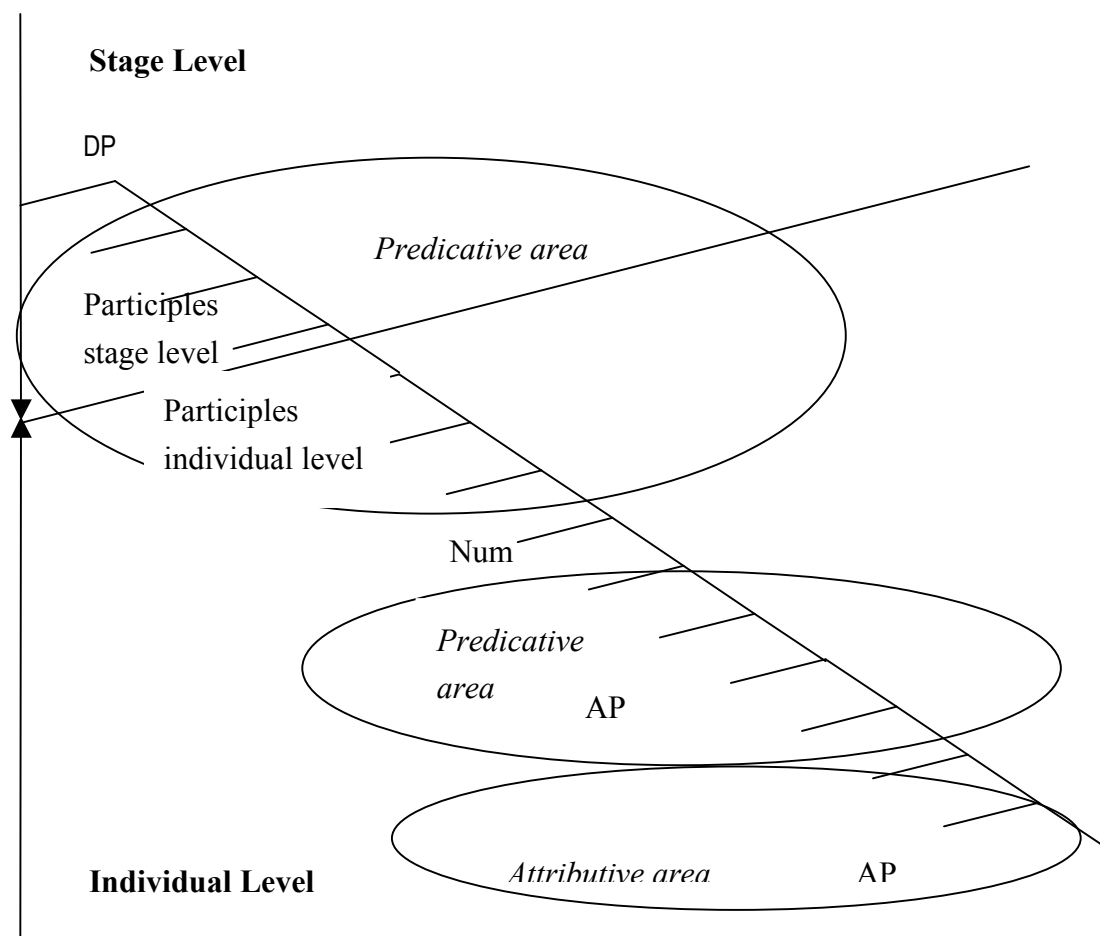 Stage Level
DP
Predicative area
Participles
stage level
Participles
individual level
Num
Predicative
area
AP
Attributive area
AP
Individual Level